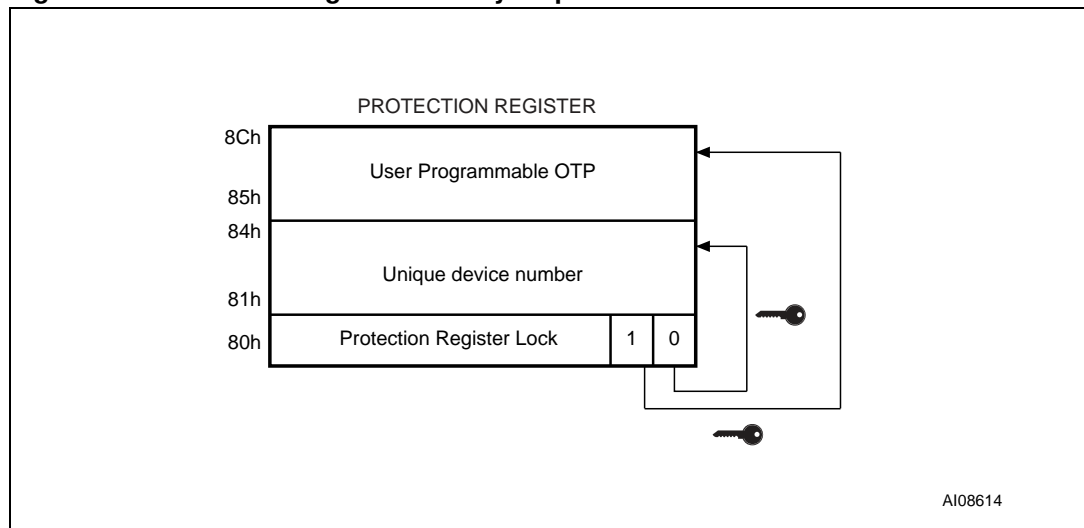 PROTECTION REGISTER
8Ch
User Programmable OTP
85h
84h
Unique device number
81h
80h
Protection Register Lock
1
0
AI08614